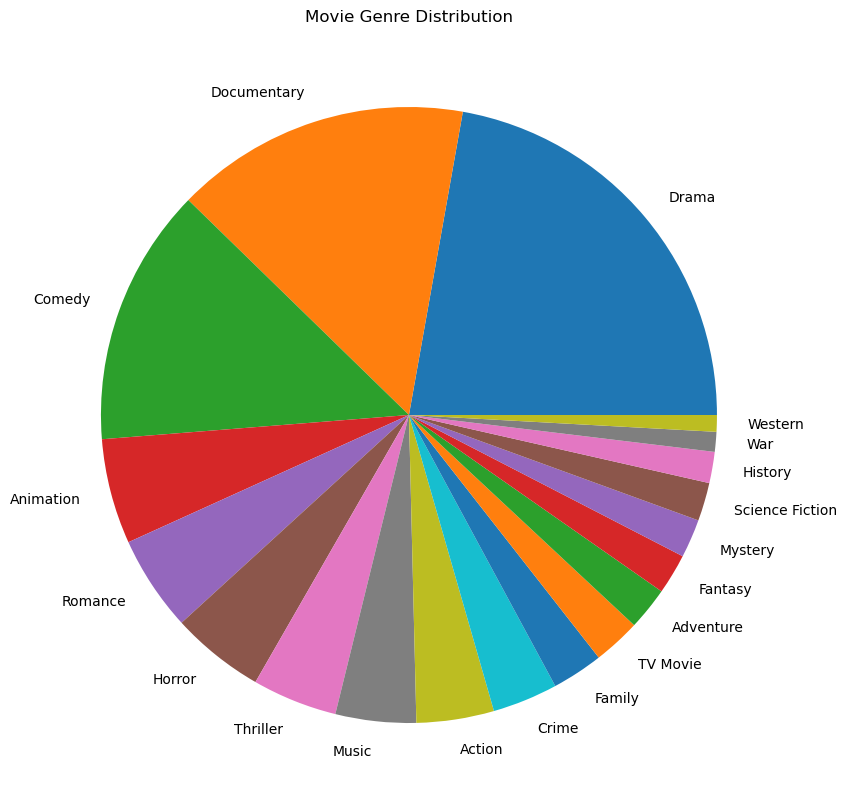 Movie Genre Distribution
Documentary
Drama
Comedy
Animation
Romance
Horror
Thriller
Music
Action
Crime
Family
TV Movie
Adventure
Fantasy
Mystery
Science Fiction
History
War
Western